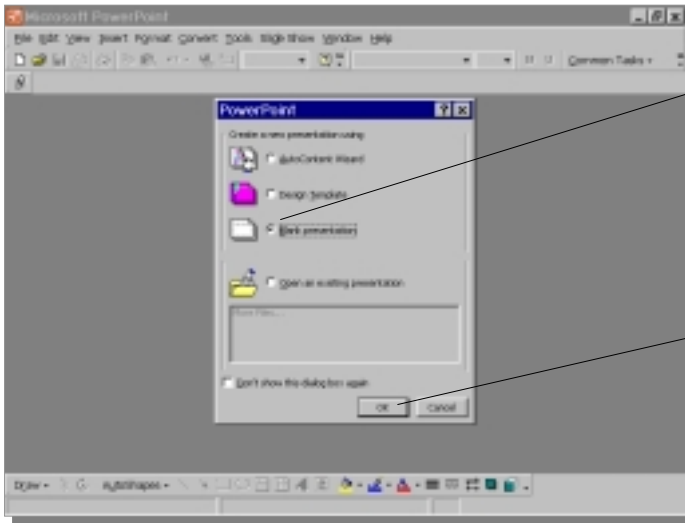 Microsoft PowerPoint
File Edit View Insert Format Convert Tools Slide Show Window Help
Common Tasks
PowerPoint
Create a new presentation using
AutoContent Wizard
Design Template
Blank presentation
Open an existing presentation
More Files...
Don't show this dialog box again
OK Cancel
Draw AutoShapes